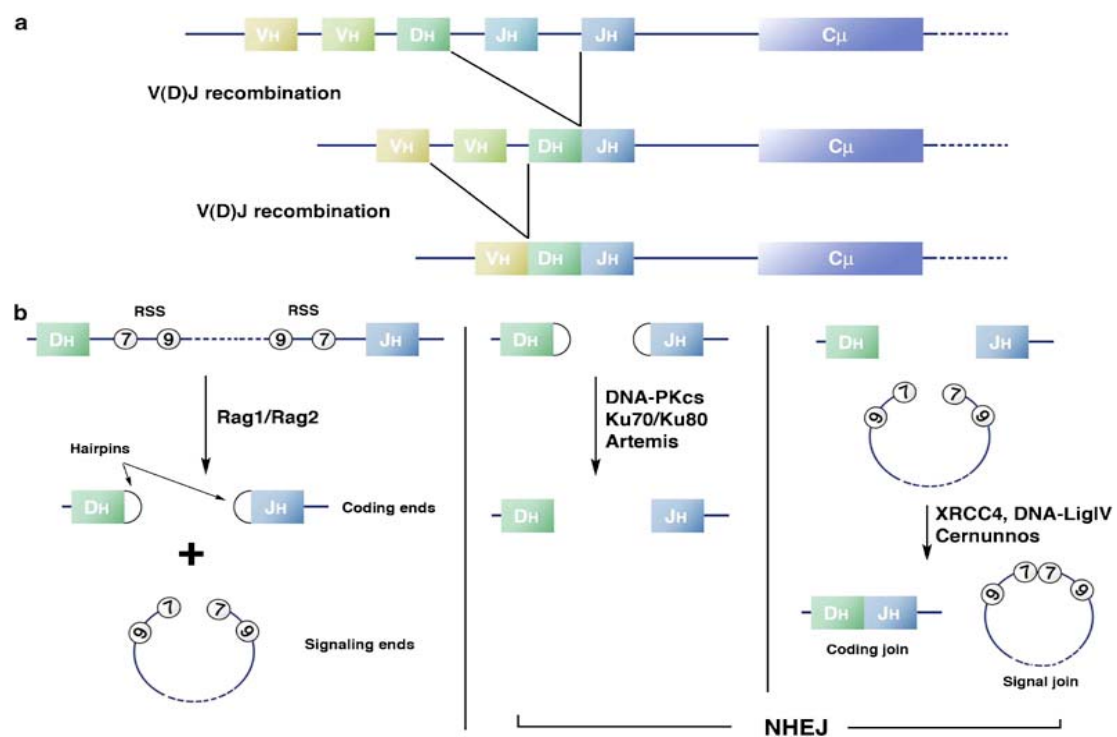 a
VH VH DH JH JH Cμ
V(D)J recombination
VH VH DH JH Cμ
V(D)J recombination
VH DH JH Cμ
b
RSS RSS
DH 7 9 9 7 JH
Rag1/Rag2
Hairpins
DH JH Coding ends
+
7 7
9 9
Signaling ends
DH JH
DNA-PKcs
Ku70/Ku80
Artemis
DH JH
DH JH
7 7
9 9
XRCC4, DNA-LigIV
Cernunnos
7 7
9 9
DH JH
Coding join
Signal join
NHEJ